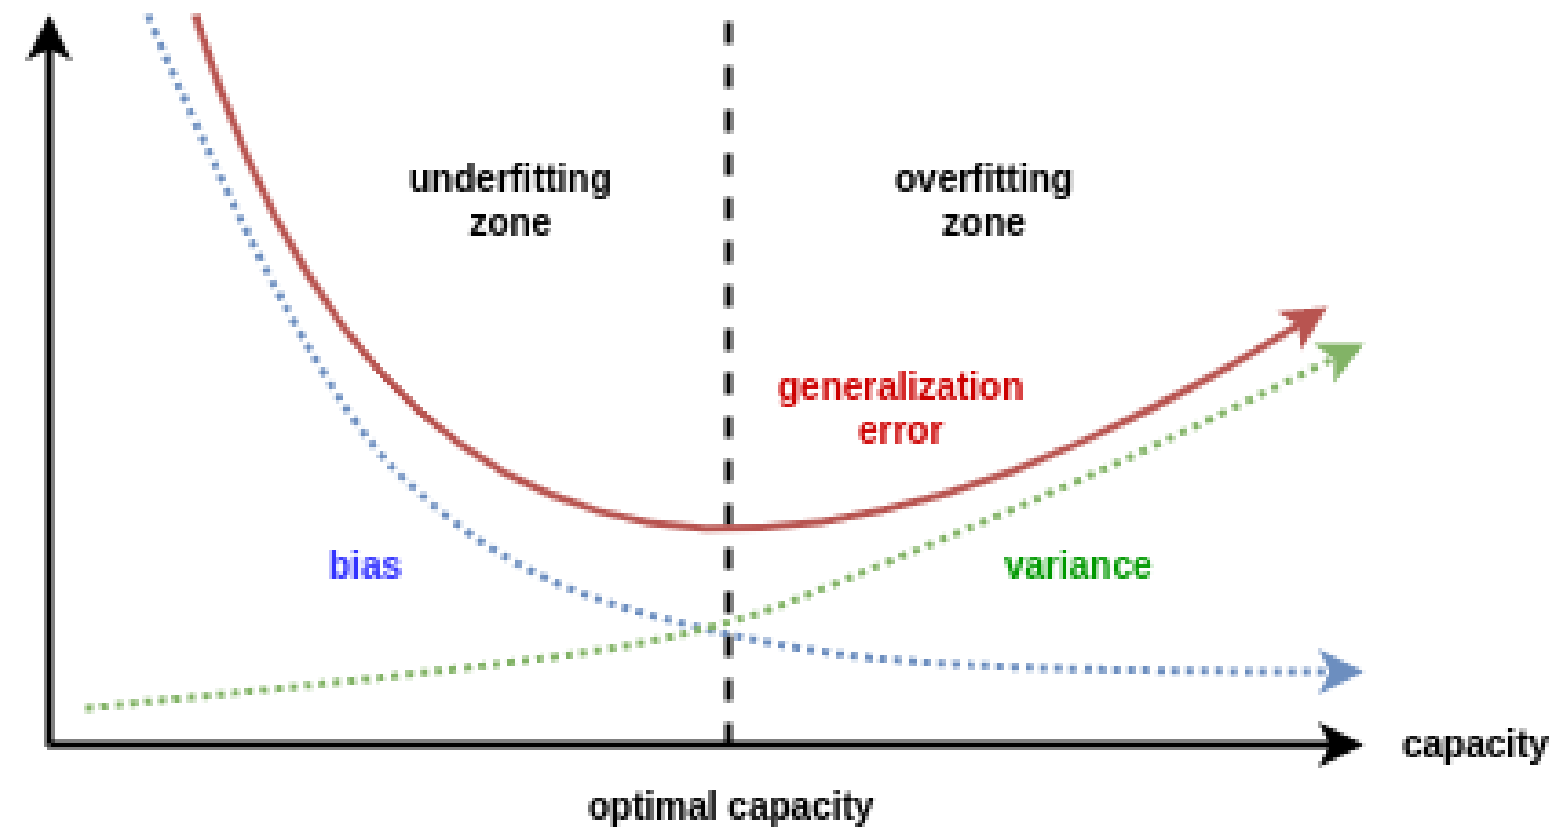 underfitting
zone
overfitting
zone
generalization
error
bias
variance
capacity
optimal capacity